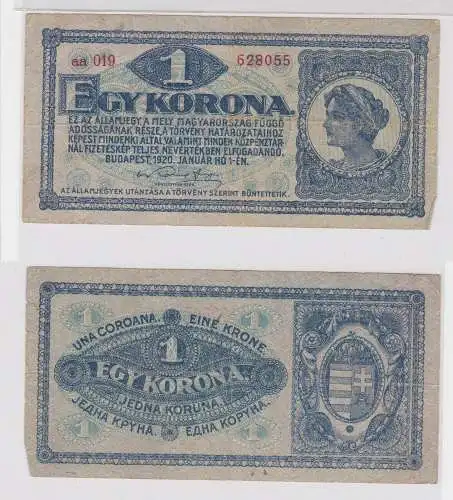 aa 019
1
628055
EGY KORONA.
EZ AZ ÁLLAMJEGY A MELY MAGYARORSZÁG FÜGGŐ
ADÓSSÁGÁNAK RÉSZE, A TÖRVÉNY HATÁROZATAIHOZ
KÉPEST MINDENKI ÁLTAL VALAMINT MINDEN KÖZPÉNZTÁR-
NÁL FIZETÉSKÉP TELJES NÉVÉRTÉKBEN ELFOGADANDÓ.
BUDAPEST, 1920. JANUÁR HÓ 1-ÉN.
AZ ÁLLAMJEGYEK UTÁNZÁSA A TÖRVÉNY SZERINT BÜNTETTETIK.
1
1
UNA COROANA. EINE KRONE.
1
EGY KORONA.
JEDNA KORUNA.
ЈЕДНА КРУНА. ЕДНА КОРУНА.
1
1